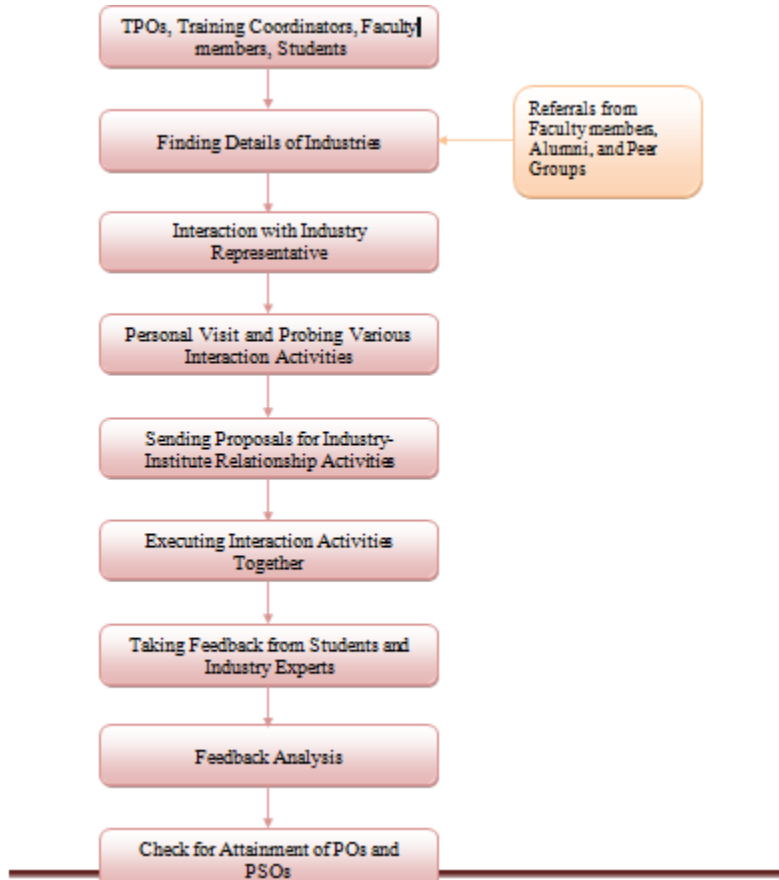 TPOs, Training Coordinators, Faculty
members, Students
Finding Details of Industries
Referrals from
Faculty members,
Alumni, and Peer
Groups
Interaction with Industry
Representative
Personal Visit and Probing Various
Interaction Activities
Sending Proposals for Industry-
Institute Relationship Activities
Executing Interaction Activities
Together
Taking Feedback from Students and
Industry Experts
Feedback Analysis
Check for Attainment of POs and
PSOs